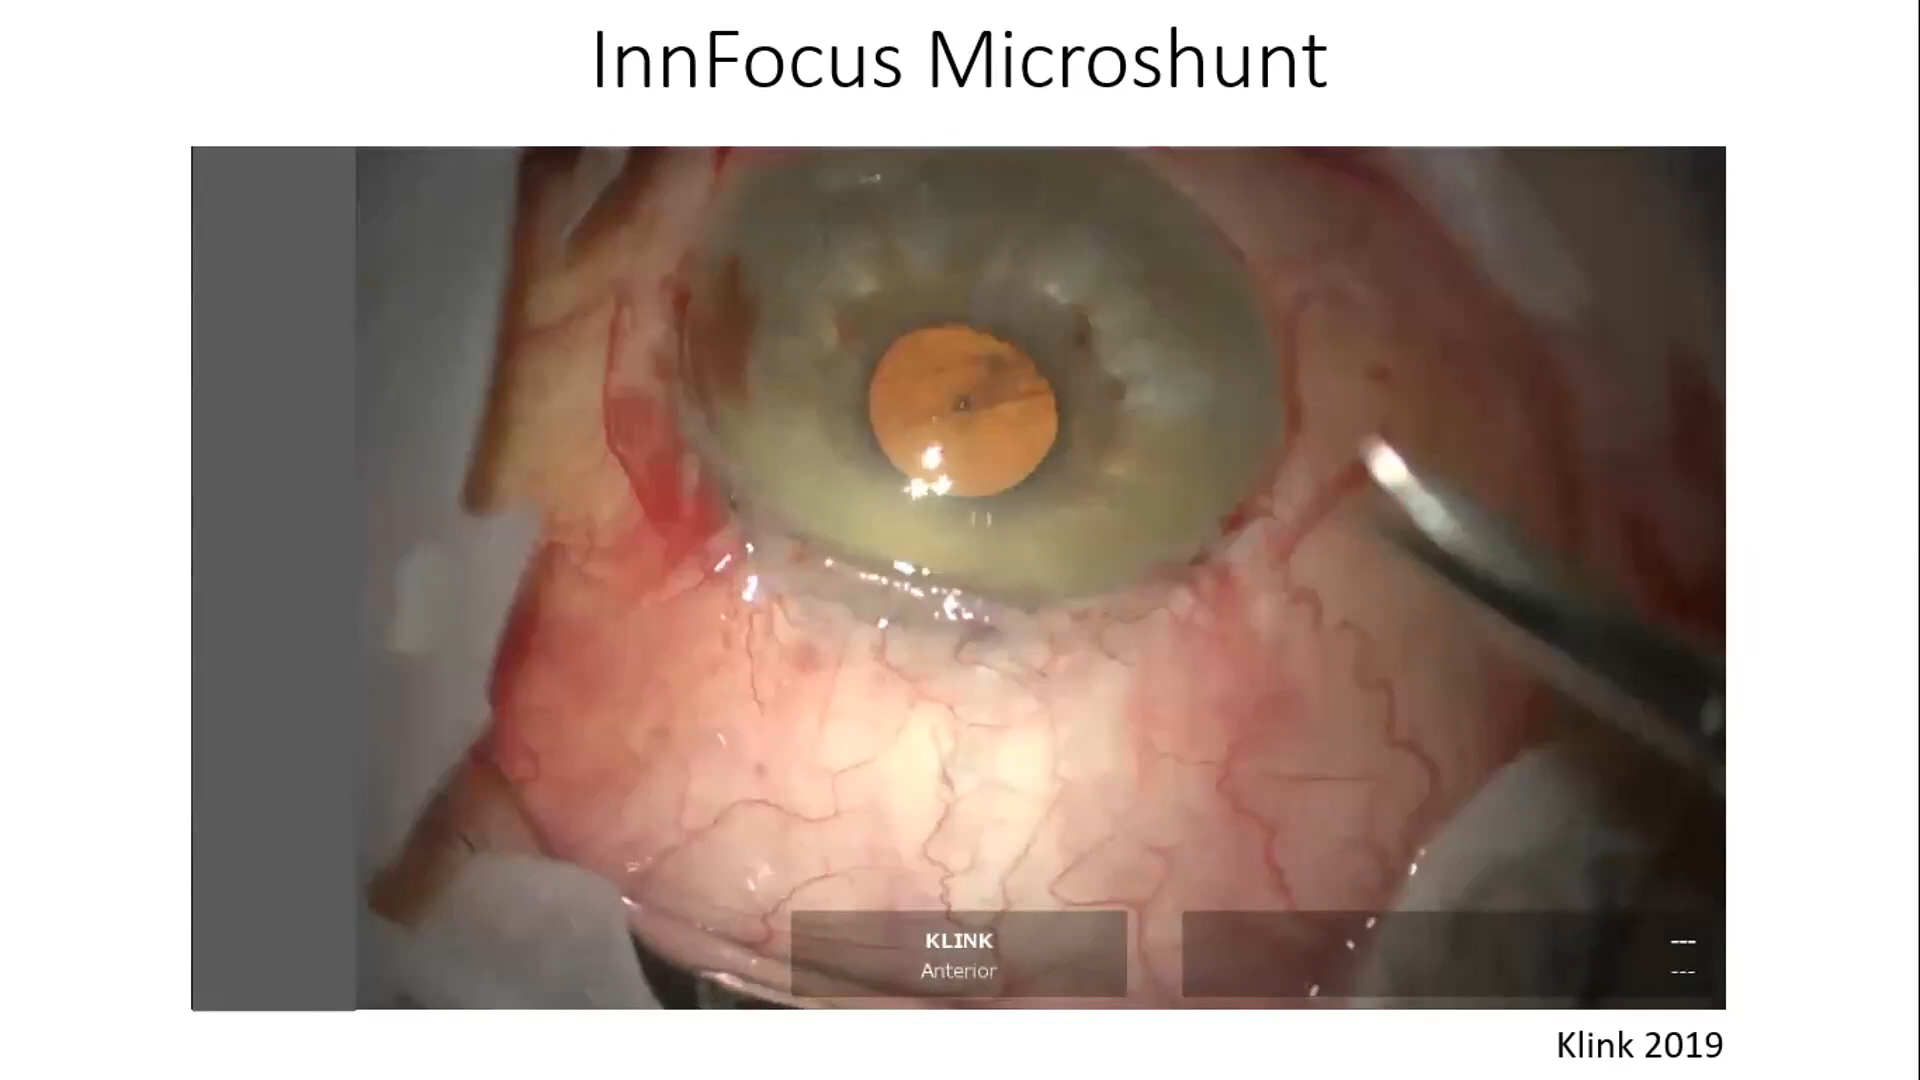 InnFocus Microshunt
KLINK
Anterior
---
---
Klink 2019